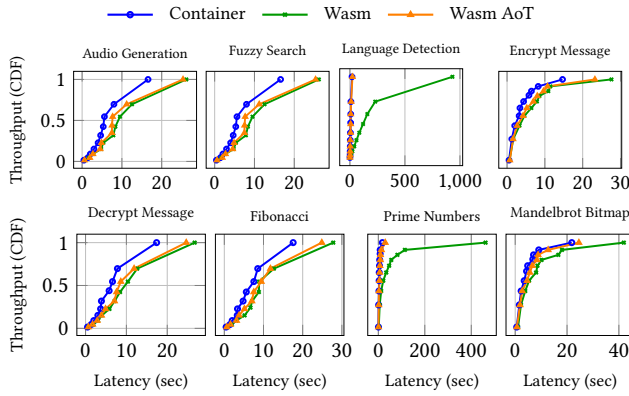 Container Wasm Wasm AoT
Audio Generation Fuzzy Search Language Detection Encrypt Message
Throughput (CDF)
1
0.5
0
0 10 20
0 10 20
0 500 1,000
0 10 20 30
Decrypt Message Fibonacci Prime Numbers Mandelbrot Bitmap
Throughput (CDF)
1
0.5
0
0 10 20
0 10 20 30
0 200 400
0 20 40
Latency (sec) Latency (sec) Latency (sec) Latency (sec)